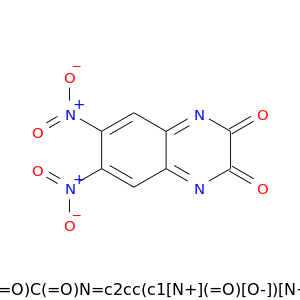 O−
N+ N O
O
O
N+ N O
O−
=O)C(=O)N=c2cc(c1[N+](=O)[O-])[N